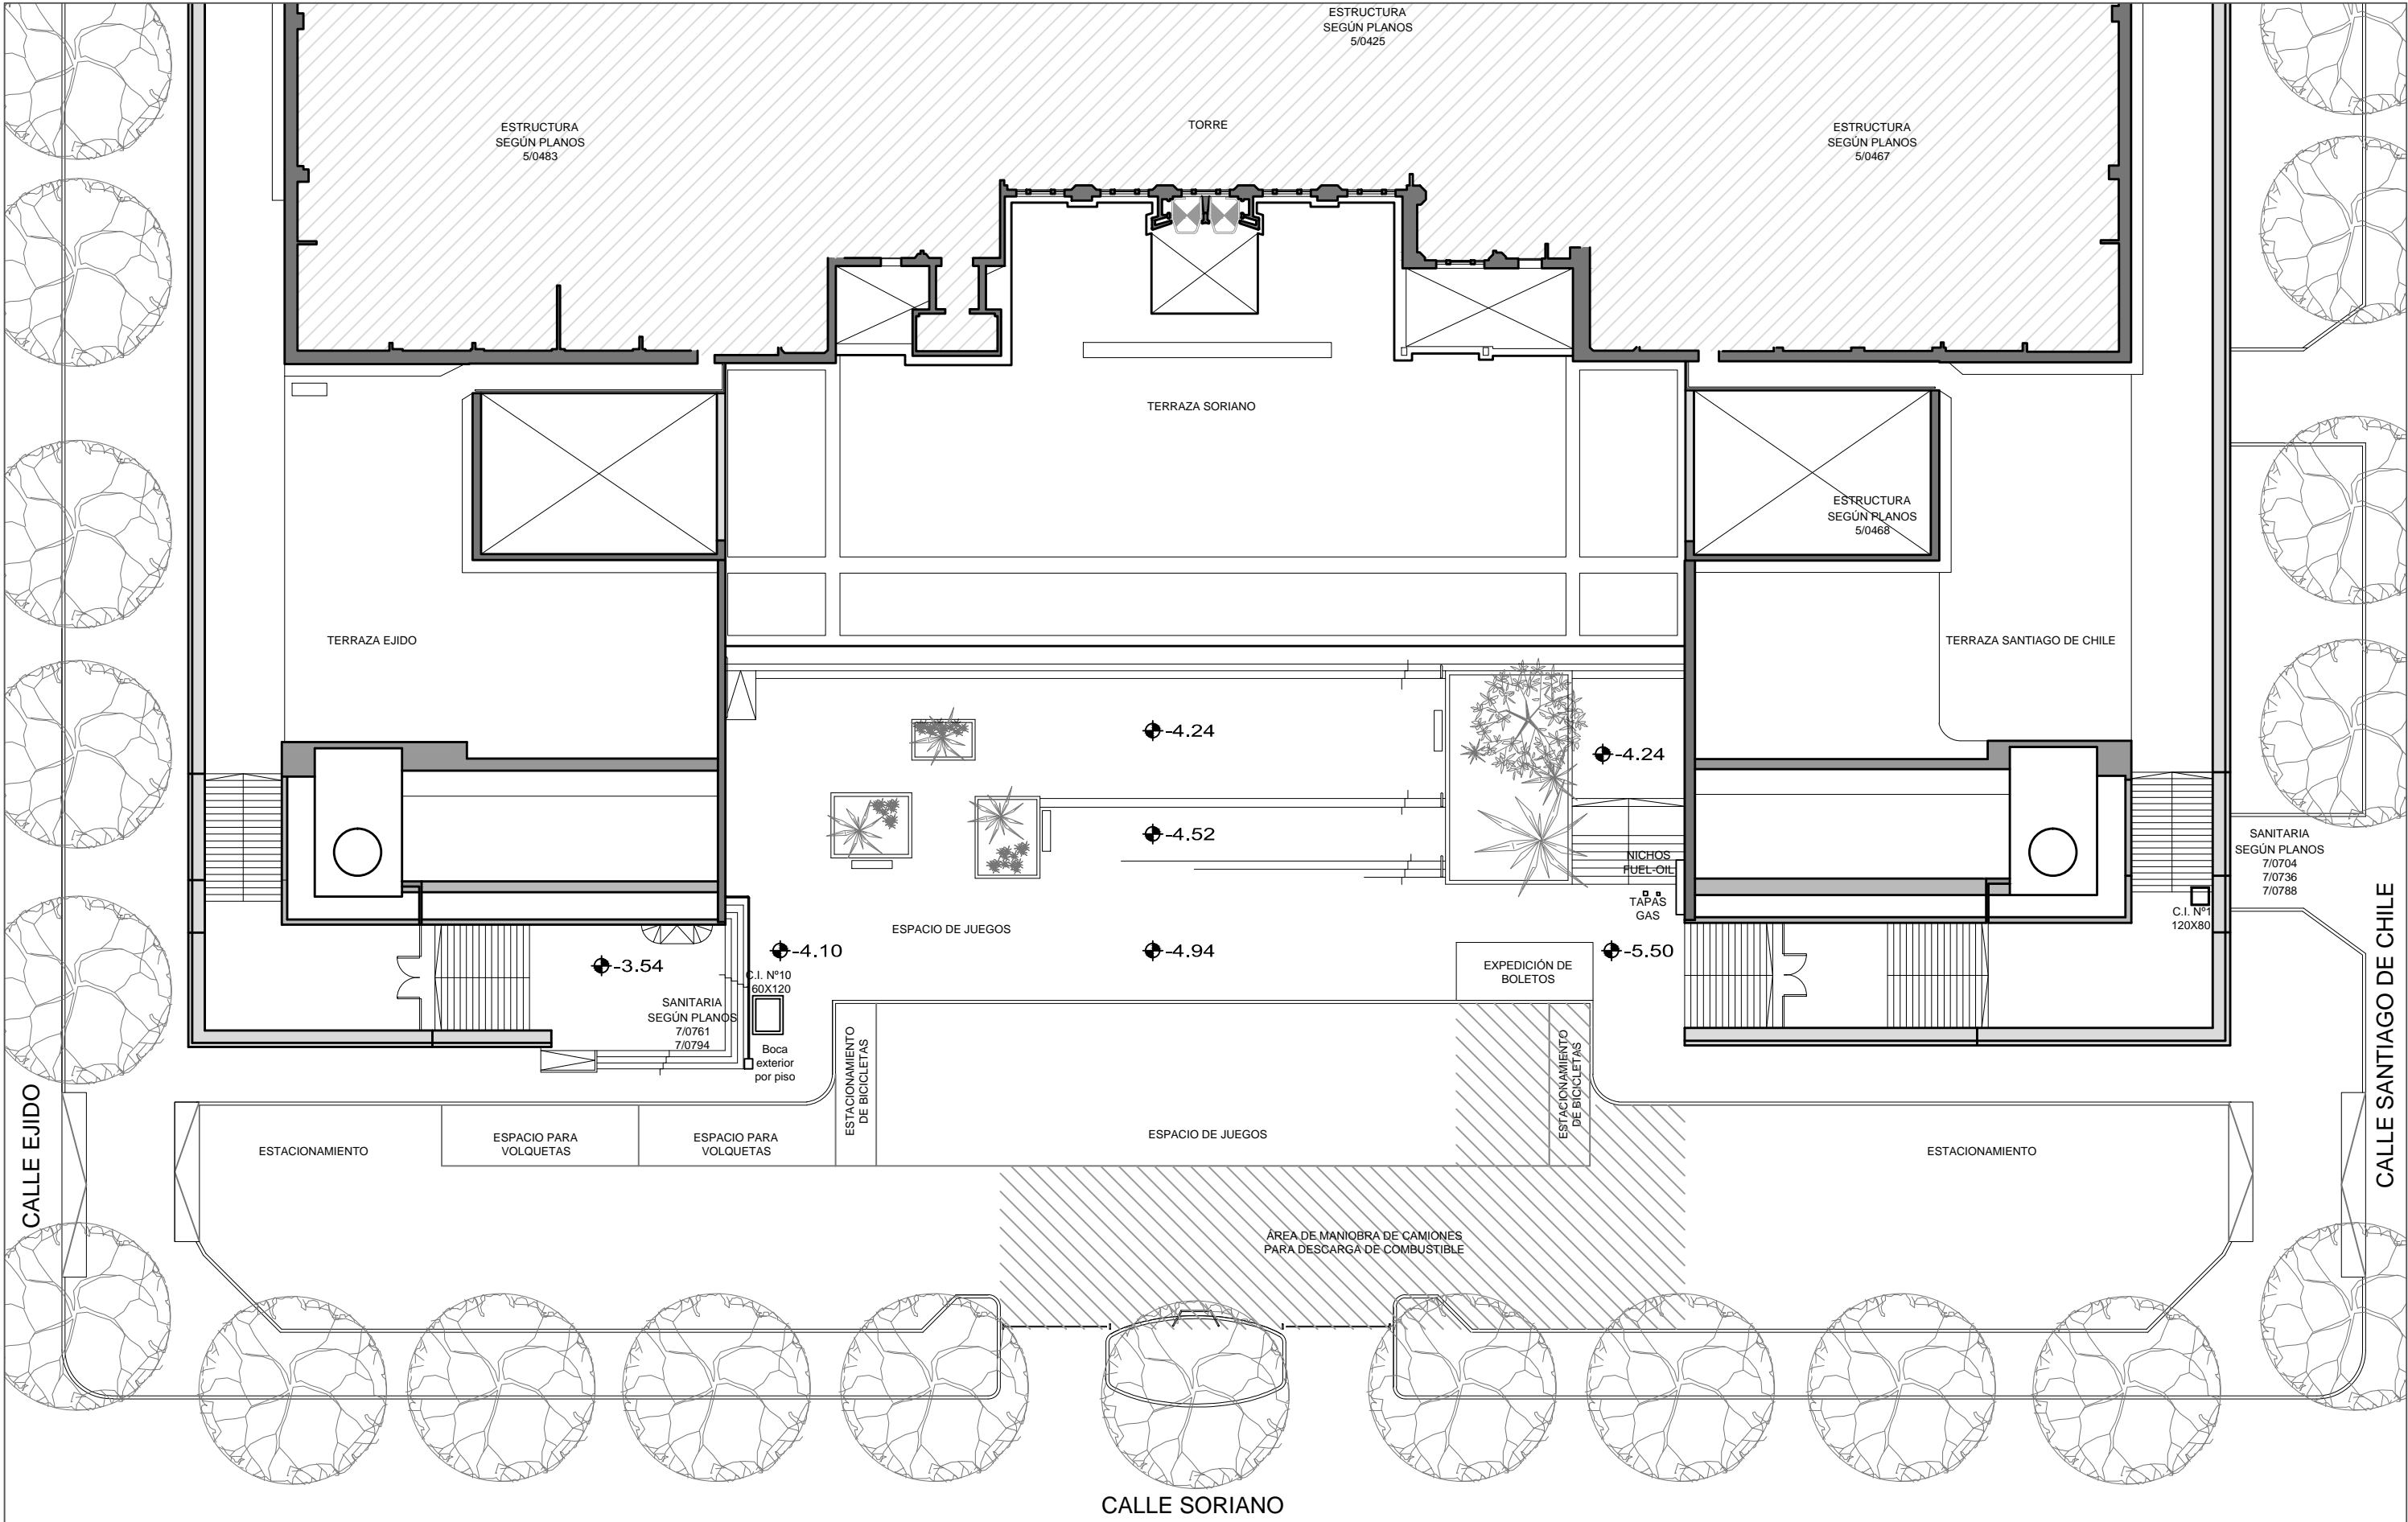 ESTRUCTURA
SEGÚN PLANOS
5/0425
ESTRUCTURA
SEGÚN PLANOS
5/0483
TORRE
ESTRUCTURA
SEGÚN PLANOS
5/0467
TERRAZA SORIANO
ESTRUCTURA
SEGÚN PLANOS
5/0468
TERRAZA EJIDO
TERRAZA SANTIAGO DE CHILE
-4.24
-4.24
-4.52
NICHOS
FUEL-OIL
TAPAS
GAS
SANITARIA
SEGÚN PLANOS
7/0704
7/0736
7/0788
C.I. Nº1
120X80
ESPACIO DE JUEGOS
-3.54
-4.10
-4.94
-5.50
C.I. Nº10
60X120
EXPEDICIÓN DE
BOLETOS
SANITARIA
SEGÚN PLANOS
7/0761
7/0794
Boca
exterior
por piso
ESTACIONAMIENTO
DE BICICLETAS
ESTACIONAMIENTO
DE BICICLETAS
CALLE EJIDO
CALLE SANTIAGO DE CHILE
ESTACIONAMIENTO
ESPACIO PARA
VOLQUETAS
ESPACIO PARA
VOLQUETAS
ESPACIO DE JUEGOS
ESTACIONAMIENTO
ÁREA DE MANIOBRA DE CAMIONES
PARA DESCARGA DE COMBUSTIBLE
CALLE SORIANO